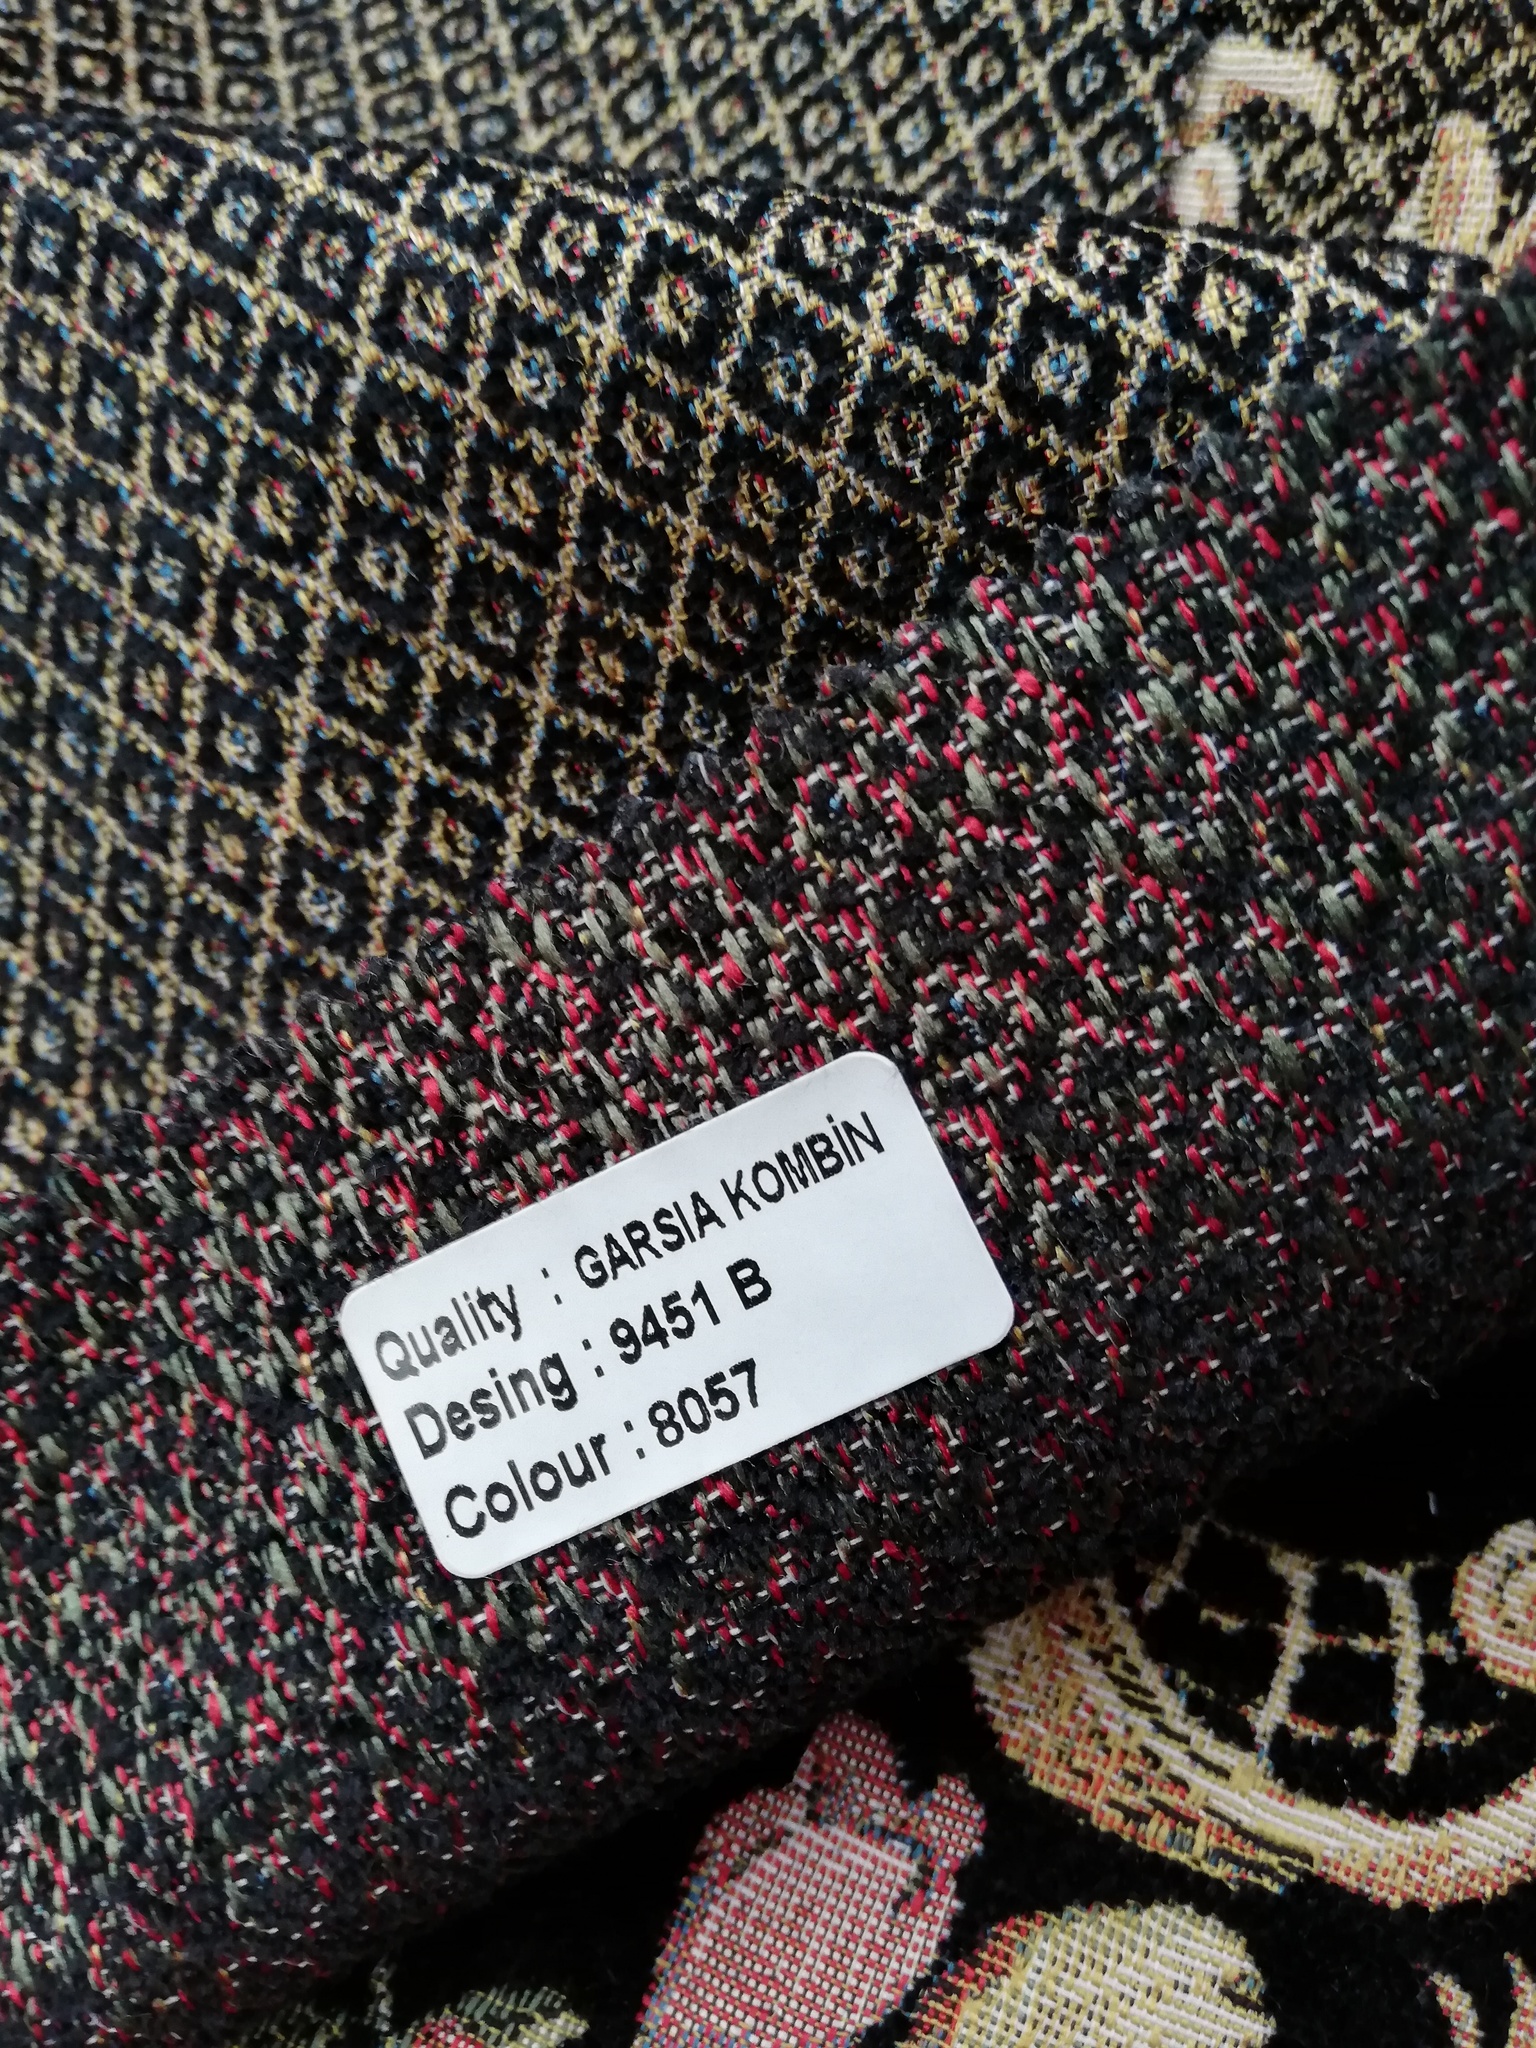 Quality : GARSIA KOMBİN
Desing : 9451 B
Colour : 8057